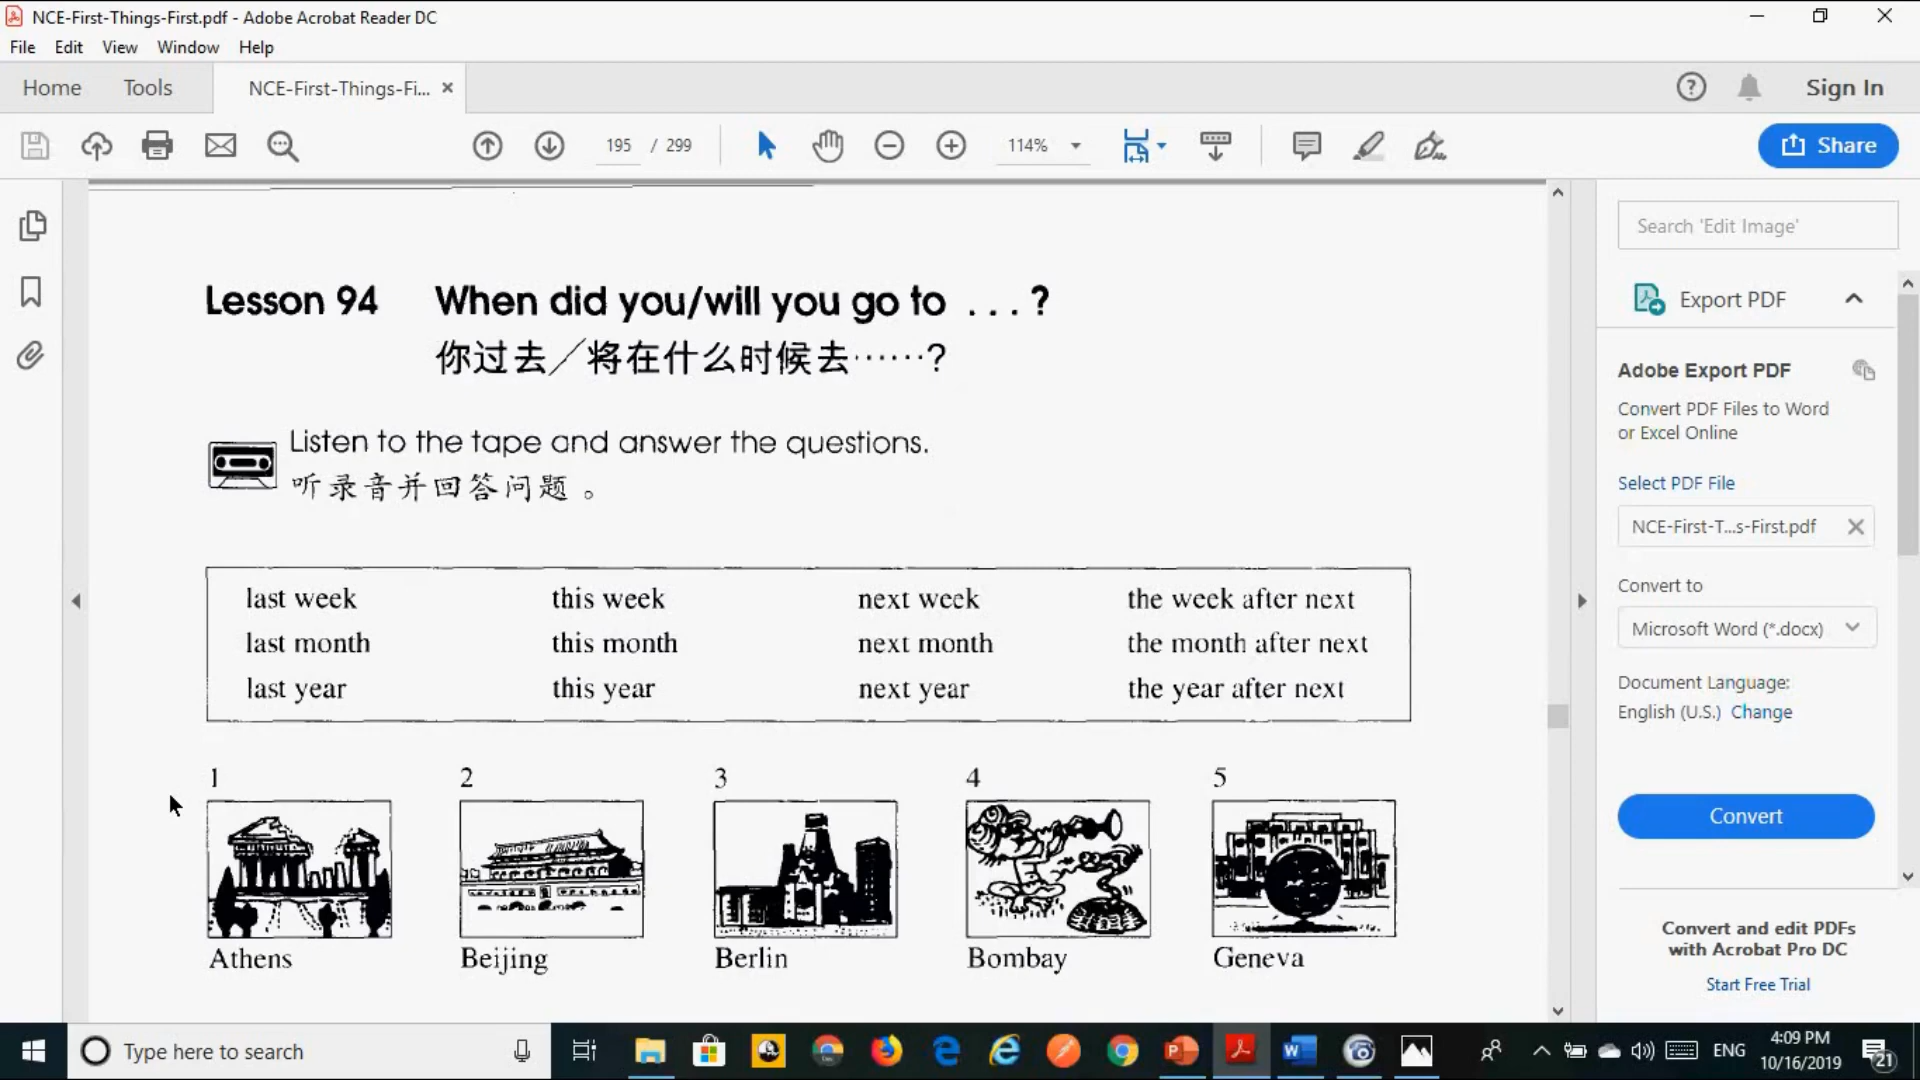 NCE-First-Things-First.pdf - Adobe Acrobat Reader DC
File Edit View Window Help
Home Tools NCE-First-Things-Fi... Sign In
195 / 299 114% Share
Search 'Edit Image'
Export PDF
Adobe Export PDF
Convert PDF Files to Word
or Excel Online
Select PDF File
NCE-First-T...s-First.pdf
Convert to
Microsoft Word (*.docx)
Document Language:
English (U.S.) Change
Convert
Convert and edit PDFs
with Acrobat Pro DC
Start Free Trial
Lesson 94 When did you/will you go to ...?
你过去／将在什么时候去······?
Listen to the tape and answer the questions.
听录音并回答问题。
last week this week next week the week after next
last month this month next month the month after next
last year this year next year the year after next
1 2 3 4 5
Athens Beijing Berlin Bombay Geneva
Type here to search
ENG
4:09 PM
10/16/2019
21